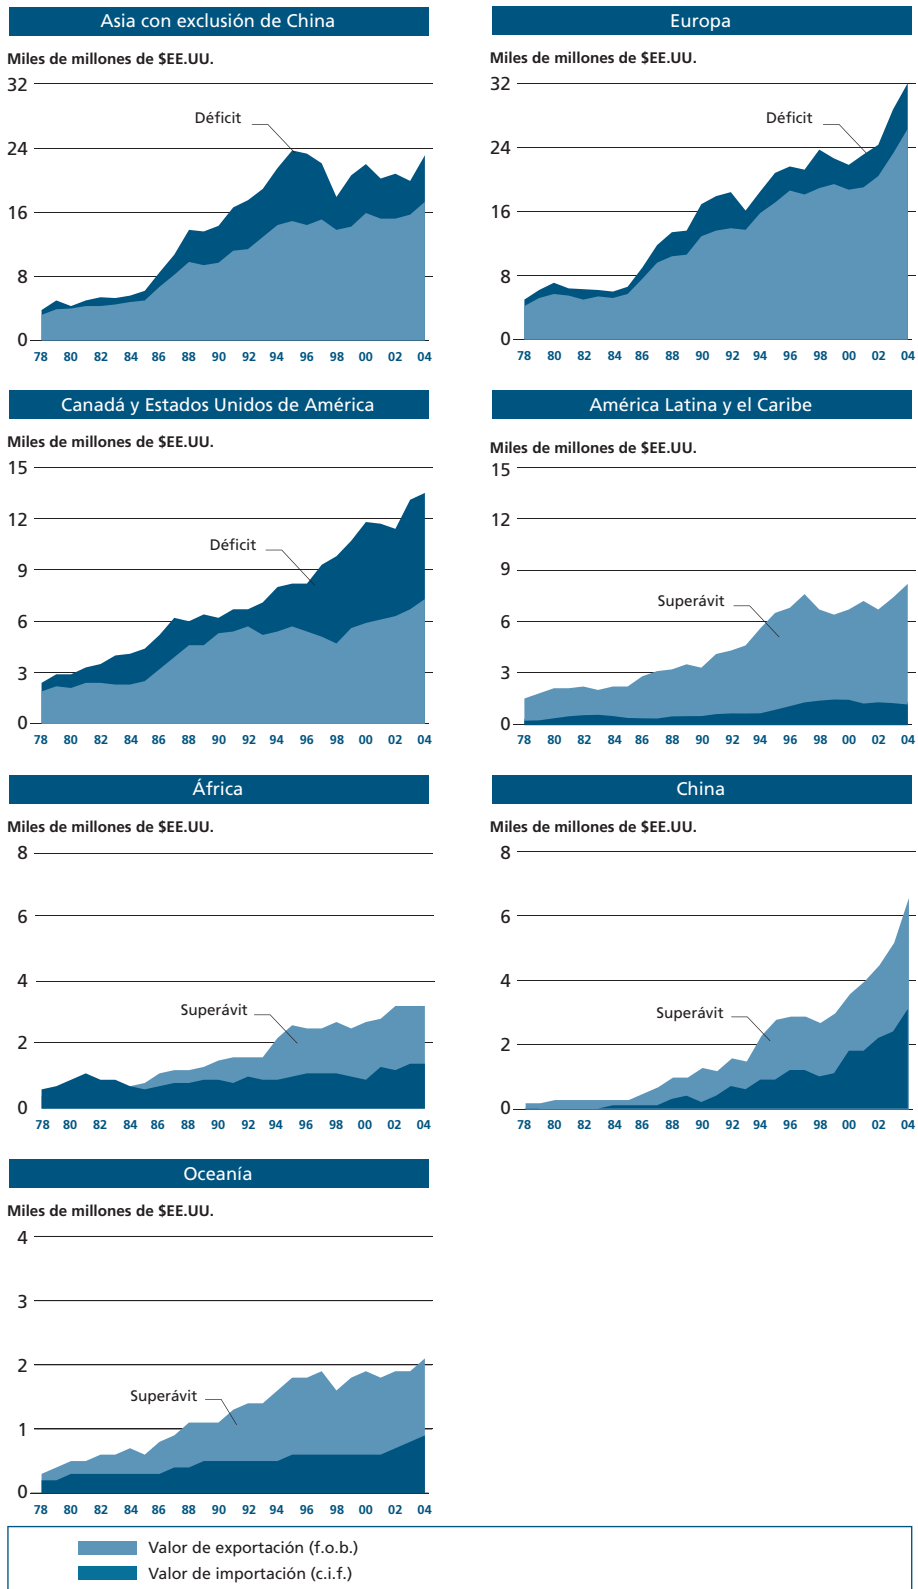 Asia con exclusión de China
Miles de millones de $EE.UU.
32
24
16
8
0
Déficit
78 80 82 84 86 88 90 92 94 96 98 00 02 04
Europa
Miles de millones de $EE.UU.
32
24
16
8
0
Déficit
78 80 82 84 86 88 90 92 94 96 98 00 02 04
Canadá y Estados Unidos de América
Miles de millones de $EE.UU.
15
12
9
6
3
0
Déficit
78 80 82 84 86 88 90 92 94 96 98 00 02 04
América Latina y el Caribe
Miles de millones de $EE.UU.
15
12
9
6
3
0
Superávit
78 80 82 84 86 88 90 92 94 96 98 00 02 04
África
Miles de millones de $EE.UU.
8
6
4
2
0
Superávit
78 80 82 84 86 88 90 92 94 96 98 00 02 04
China
Miles de millones de $EE.UU.
8
6
4
2
0
Superávit
78 80 82 84 86 88 90 92 94 96 98 00 02 04
Oceanía
Miles de millones de $EE.UU.
4
3
2
1
0
Superávit
78 80 82 84 86 88 90 92 94 96 98 00 02 04
Valor de exportación (f.o.b.)
Valor de importación (c.i.f.)